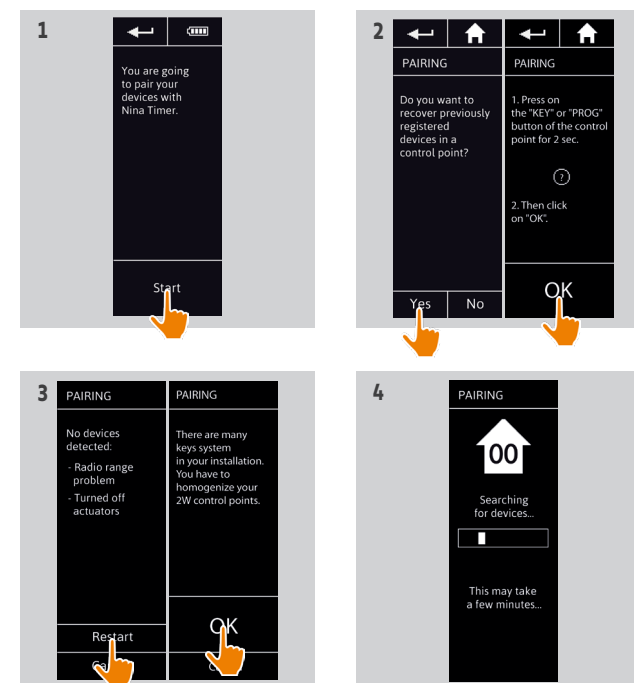 1
You are going
to pair your
devices with
Nina Timer.
Start
2
PAIRING
Do you want to
recover previously
registered
devices in a
control point?
Yes
No
PAIRING
1. Press on
the "KEY" or "PROG"
button of the control
point for 2 sec.
?
2. Then click
on "OK".
OK
3
PAIRING
No devices
detected:
- Radio range
problem
- Turned off
actuators
Restart
PAIRING
There are many
keys system
in your installation.
You have to
homogenize your
2W control points.
OK
4
PAIRING
00
Searching
for devices...
This may take
a few minutes...